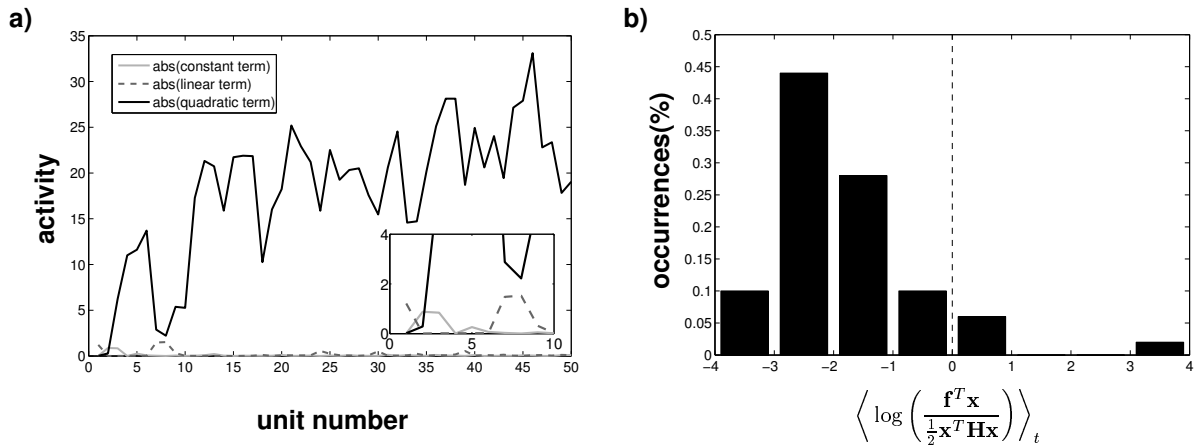 a)
35
30
25
20
15
10
5
0
activity
abs(constant term)
abs(linear term)
abs(quadratic term)
4
2
0
0 5 10
0 5 10 15 20 25 30 35 40 45 50
unit number
b)
0.5
0.45
0.4
0.35
0.3
0.25
0.2
0.15
0.1
0.05
0
occurrences(%)
−4 −3 −2 −1 0 1 2 3 4
⟨ log ( f^T x / ½ x^T H x ) ⟩_t